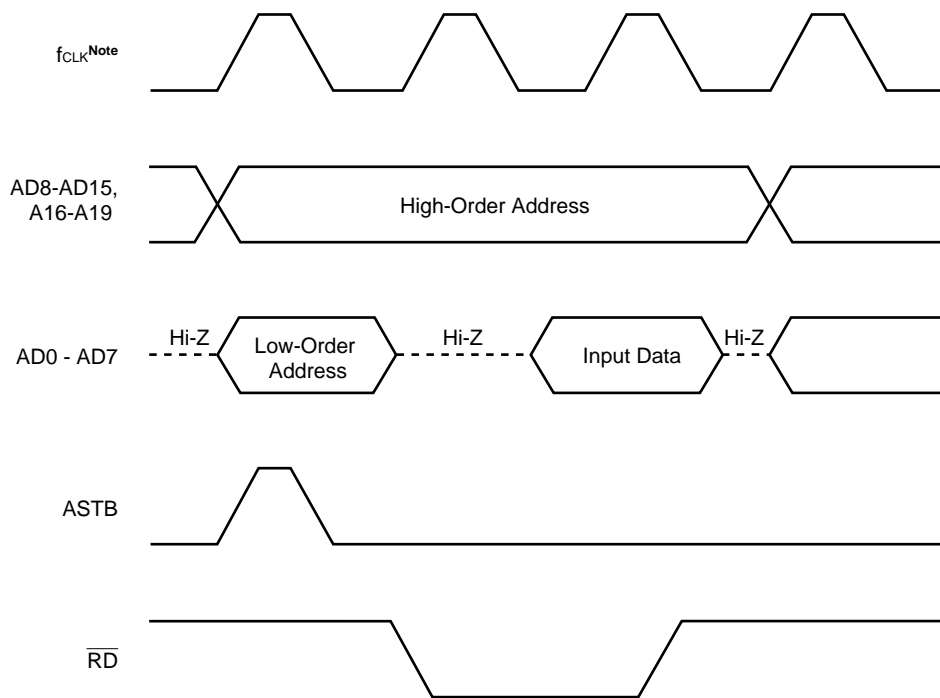 fCLKNote
AD8-AD15,
A16-A19
High-Order Address
AD0 - AD7
Hi-Z
Low-Order
Address
Hi-Z
Input Data
Hi-Z
ASTB
RD